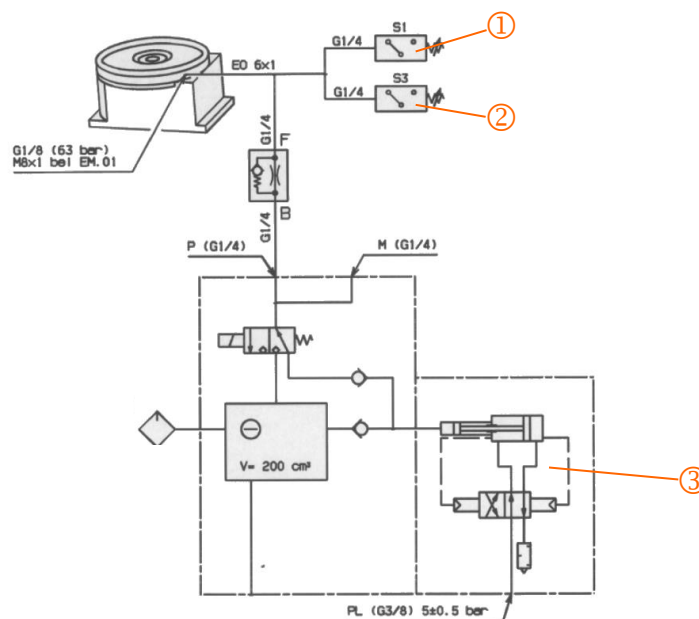 S1
①
G1/4
EO 6x1
S3
G1/4
②
G1/8 (63 bar)
M8x1 bei EM.01
G1/4
F
B
G1/4
P (G1/4)
M (G1/4)
V= 200 cm³
③
PL (G3/8) 5±0.5 bar